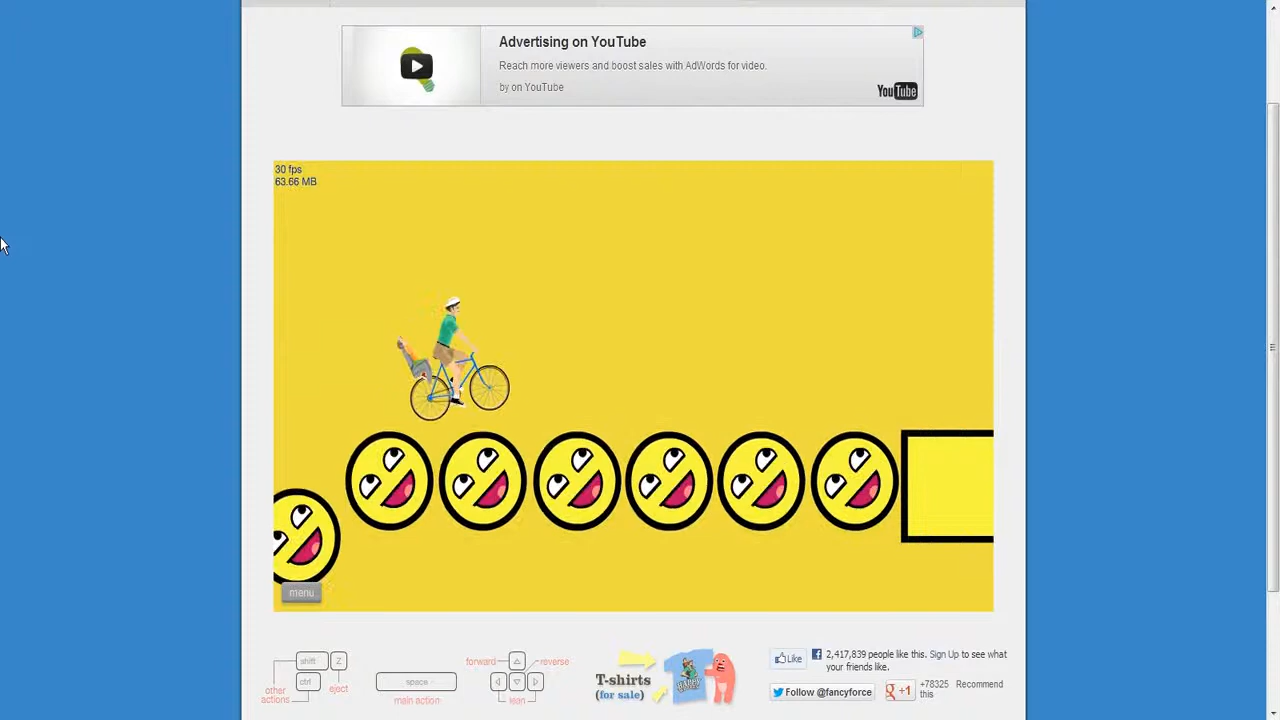 Advertising on YouTube
Reach more viewers and boost sales with AdWords for video.
by on YouTube
YouTube
30 fps
63.66 MB
menu
shift
Z
ctrl
other
actions
eject
space
main action
forward
reverse
lean
T-shirts
(for sale)
Like
2,417,839 people like this. Sign Up to see what
your friends like.
Follow @fancyforce
+1
+78325 Recommend
this